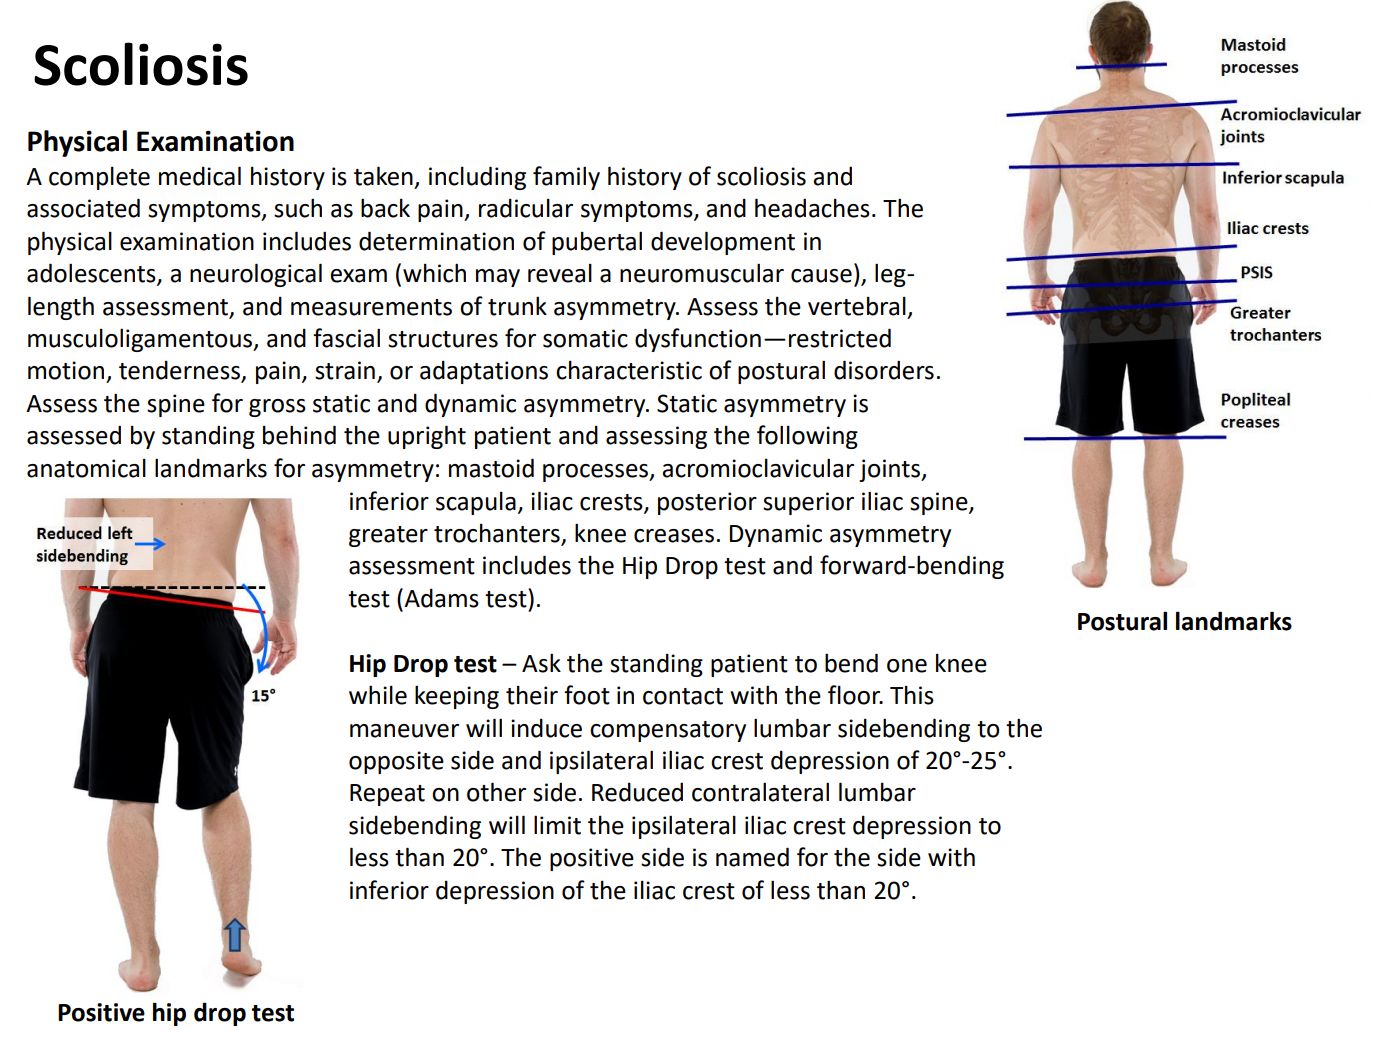 Scoliosis
Physical Examination
A complete medical history is taken, including family history of scoliosis and
associated symptoms, such as back pain, radicular symptoms, and headaches. The
physical examination includes determination of pubertal development in
adolescents, a neurological exam (which may reveal a neuromuscular cause), leg-
length assessment, and measurements of trunk asymmetry. Assess the vertebral,
musculoligamentous, and fascial structures for somatic dysfunction—restricted
motion, tenderness, pain, strain, or adaptations characteristic of postural disorders.
Assess the spine for gross static and dynamic asymmetry. Static asymmetry is
assessed by standing behind the upright patient and assessing the following
anatomical landmarks for asymmetry: mastoid processes, acromioclavicular joints,
inferior scapula, iliac crests, posterior superior iliac spine,
greater trochanters, knee creases. Dynamic asymmetry
assessment includes the Hip Drop test and forward-bending
test (Adams test).
Hip Drop test – Ask the standing patient to bend one knee
while keeping their foot in contact with the floor. This
maneuver will induce compensatory lumbar sidebending to the
opposite side and ipsilateral iliac crest depression of 20°-25°.
Repeat on other side. Reduced contralateral lumbar
sidebending will limit the ipsilateral iliac crest depression to
less than 20°. The positive side is named for the side with
inferior depression of the iliac crest of less than 20°.
Reduced left
sidebending
15°
Positive hip drop test
Mastoid
processes
Acromioclavicular
joints
Inferior scapula
Iliac crests
PSIS
Greater
trochanters
Popliteal
creases
Postural landmarks